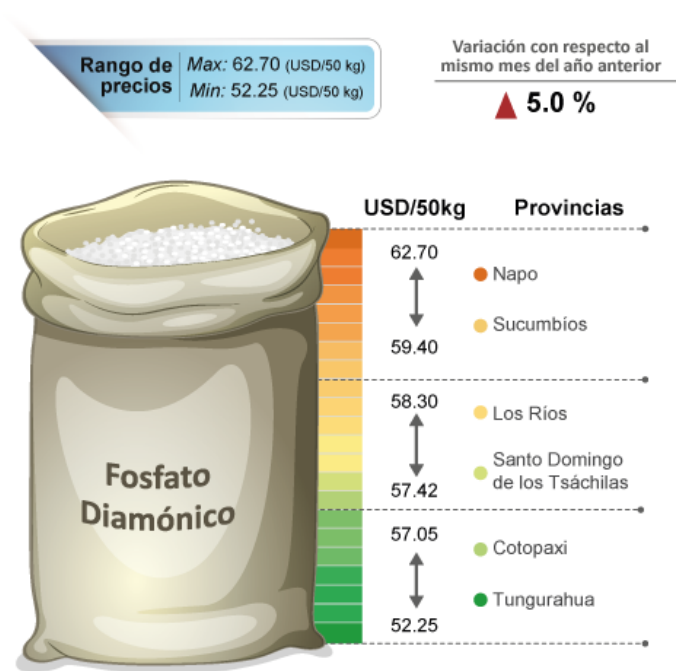 Rango de precios
Max: 62.70 (USD/50 kg)
Min: 52.25 (USD/50 kg)
Variación con respecto al
mismo mes del año anterior
5.0 %
USD/50kg Provincias
62.70
Napo
Sucumbíos
59.40
58.30
Los Ríos
Santo Domingo
de los Tsáchilas
57.42
57.05
Cotopaxi
Tungurahua
52.25
Fosfato
Diamónico